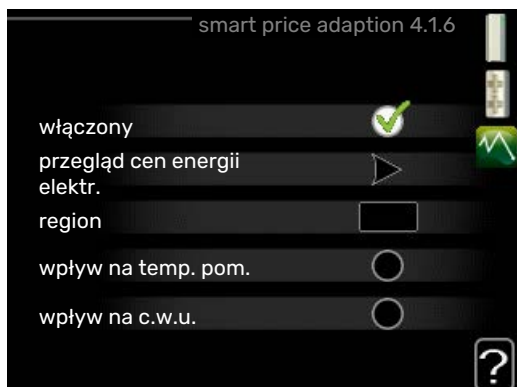 smart price adaption 4.1.6
włączony
przegląd cen energii
elektr.
region
wpływ na temp. pom.
wpływ na c.w.u.
?